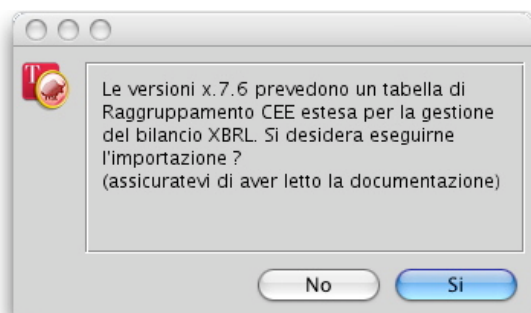 T
Le versioni x.7.6 prevedono un tabella di
Raggruppamento CEE estesa per la gestione
del bilancio XBRL. Si desidera eseguirne
l'importazione ?
(assicuratevi di aver letto la documentazione)
No
Si